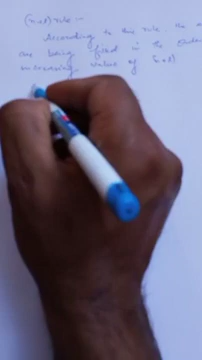 (n+l) rule :-
According to this rule, the
are being filled in the
increasing value of (n+l)